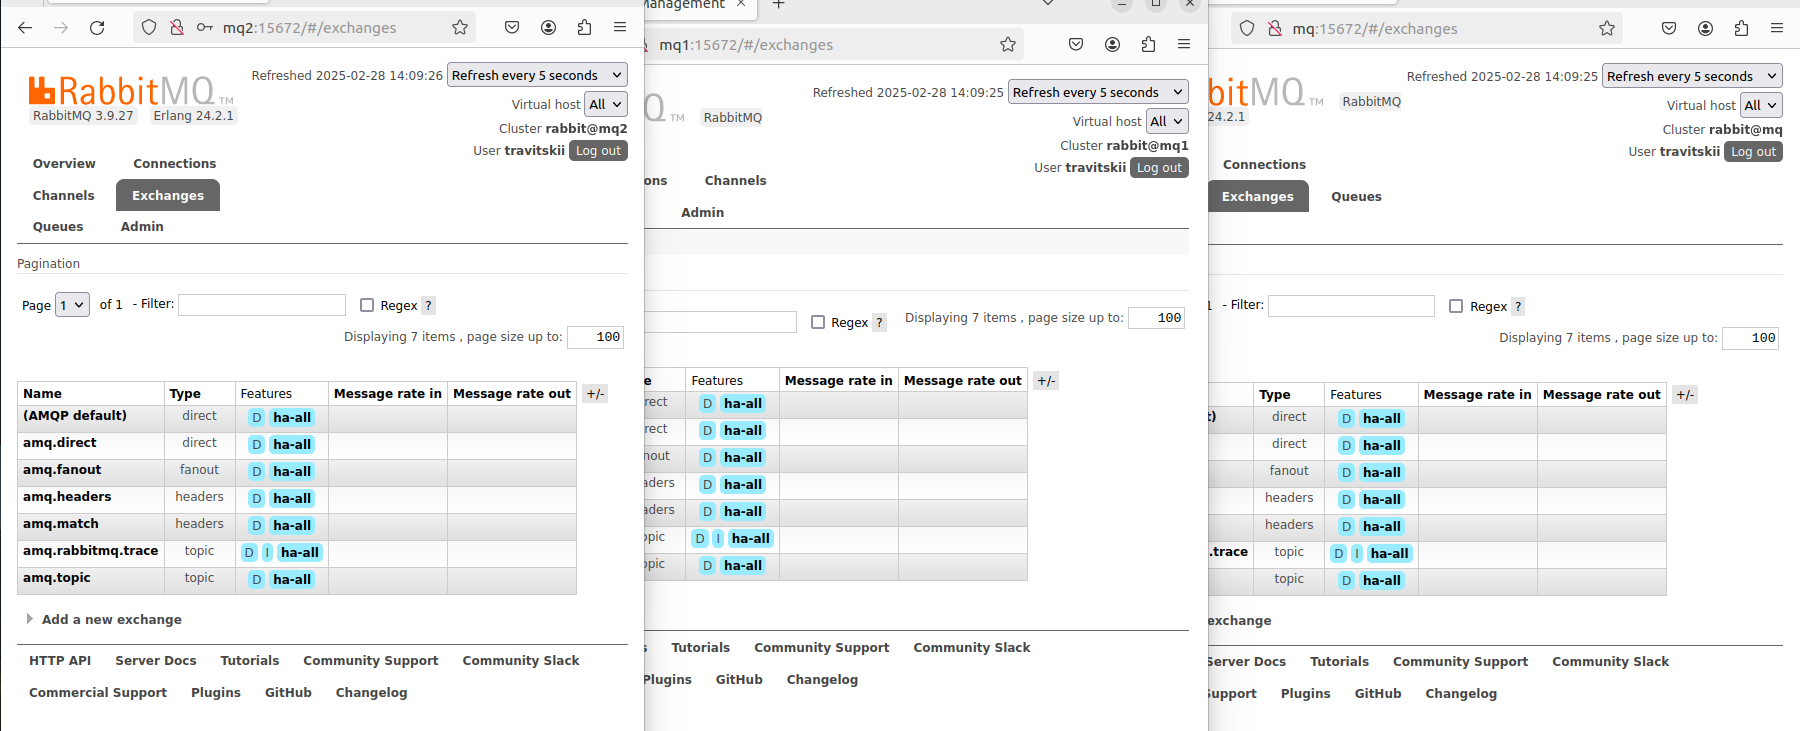 mq2:15672/#/exchanges
RabbitMQ TM
Refreshed 2025-02-28 14:09:26 Refresh every 5 seconds
RabbitMQ 3.9.27 Erlang 24.2.1
Virtual host All
Cluster rabbit@mq2
User travitskii Log out
Overview Connections
Channels Exchanges
Queues Admin
Pagination
Page 1 of 1 - Filter: Regex ?
Displaying 7 items , page size up to: 100
Name Type Features Message rate in Message rate out +/-
(AMQP default) direct D ha-all
amq.direct direct D ha-all
amq.fanout fanout D ha-all
amq.headers headers D ha-all
amq.match headers D ha-all
amq.rabbitmq.trace topic D I ha-all
amq.topic topic D ha-all
Add a new exchange
HTTP API Server Docs Tutorials Community Support Community Slack
Commercial Support Plugins GitHub Changelog
Management
mq1:15672/#/exchanges
Q TM RabbitMQ
Refreshed 2025-02-28 14:09:25 Refresh every 5 seconds
Virtual host All
Cluster rabbit@mq1
User travitskii Log out
ons Channels
Admin
Regex ? Displaying 7 items , page size up to: 100
e Features Message rate in Message rate out +/-
rect D ha-all
rect D ha-all
nout D ha-all
aders D ha-all
aders D ha-all
opic D I ha-all
opic D ha-all
s Tutorials Community Support Community Slack
Plugins GitHub Changelog
mq:15672/#/exchanges
bitMQ TM RabbitMQ
24.2.1
Refreshed 2025-02-28 14:09:25 Refresh every 5 seconds
Virtual host All
Cluster rabbit@mq
User travitskii Log out
Connections
Exchanges Queues
1 - Filter: Regex ?
Displaying 7 items , page size up to: 100
Type Features Message rate in Message rate out +/-
t) direct D ha-all
direct D ha-all
fanout D ha-all
headers D ha-all
headers D ha-all
.trace topic D I ha-all
topic D ha-all
exchange
Server Docs Tutorials Community Support Community Slack
Support Plugins GitHub Changelog